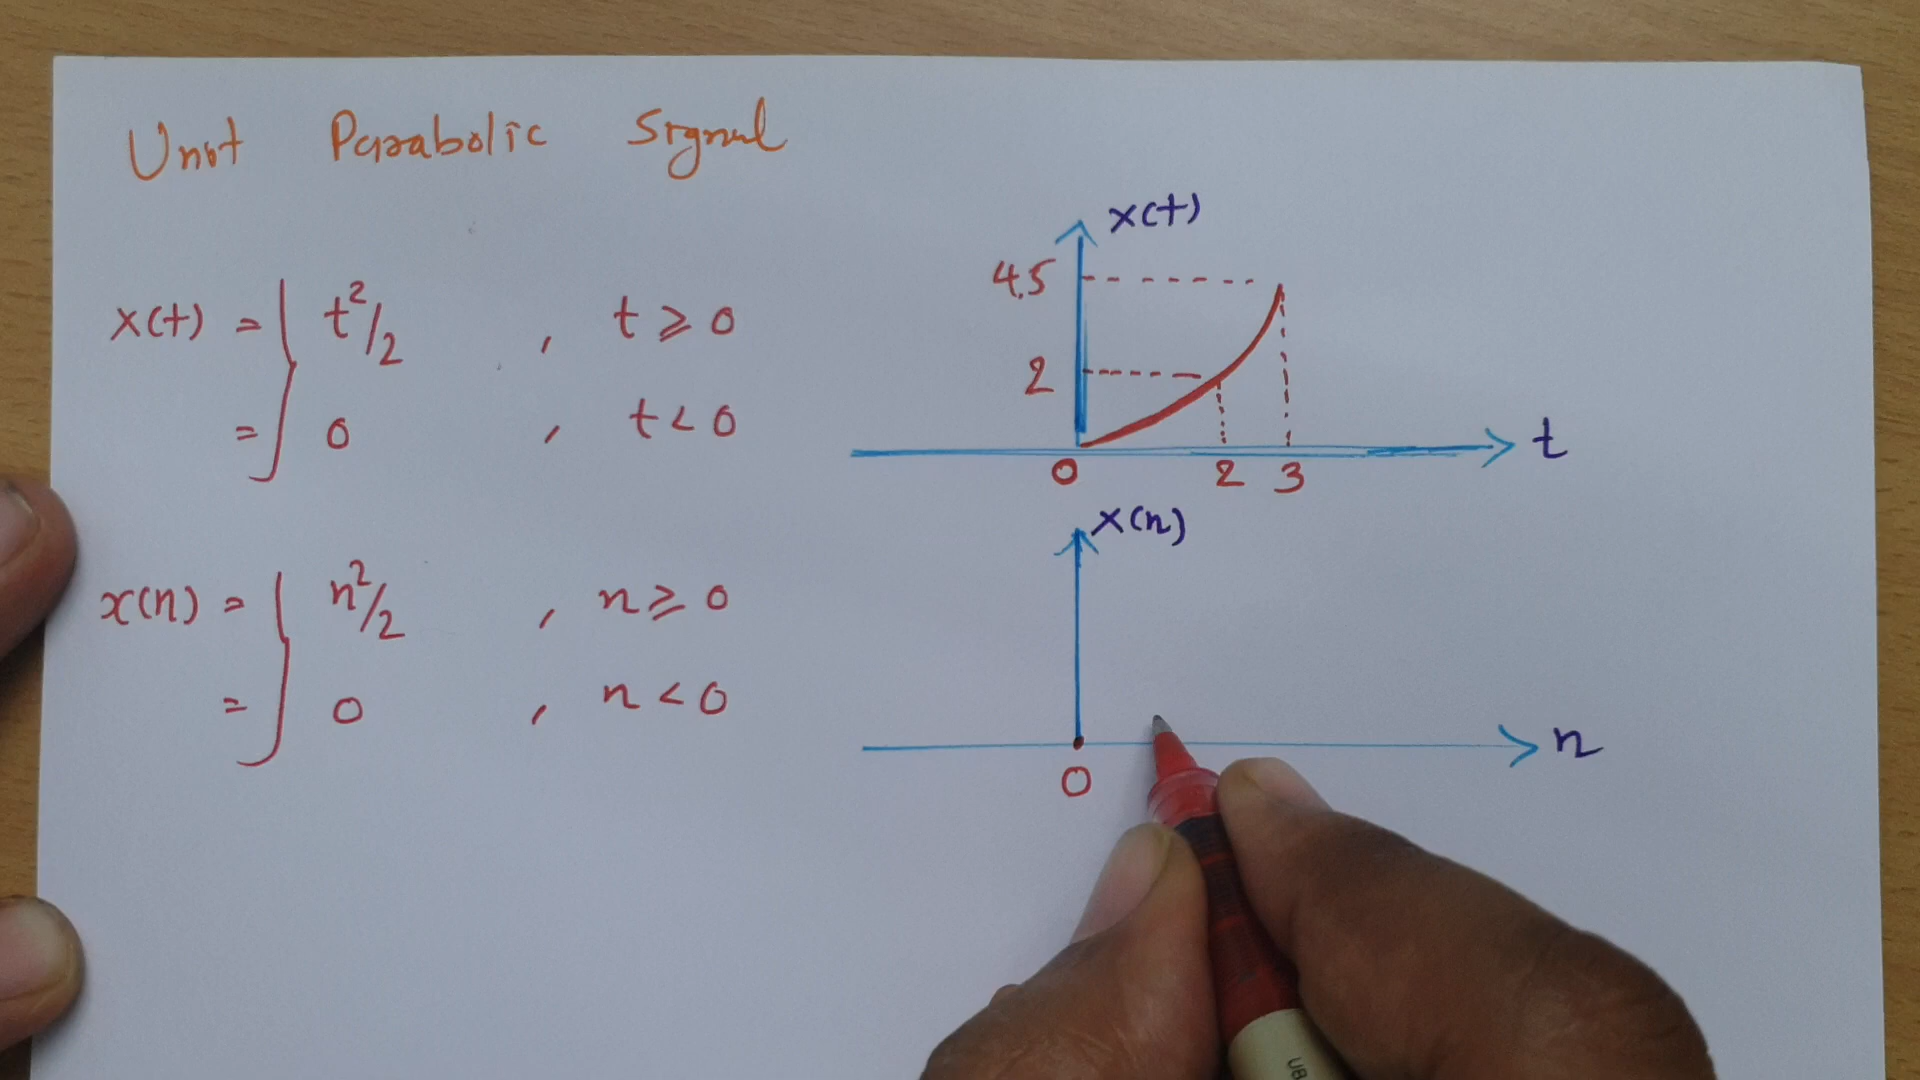 Unit Parabolic Signal
x(t) = { t²/2 , t ≥ 0
= 0 , t < 0
x(n) = { n²/2 , n ≥ 0
= 0 , n < 0
x(t)
4.5
2
0 2 3
t
x(n)
0
n
UB